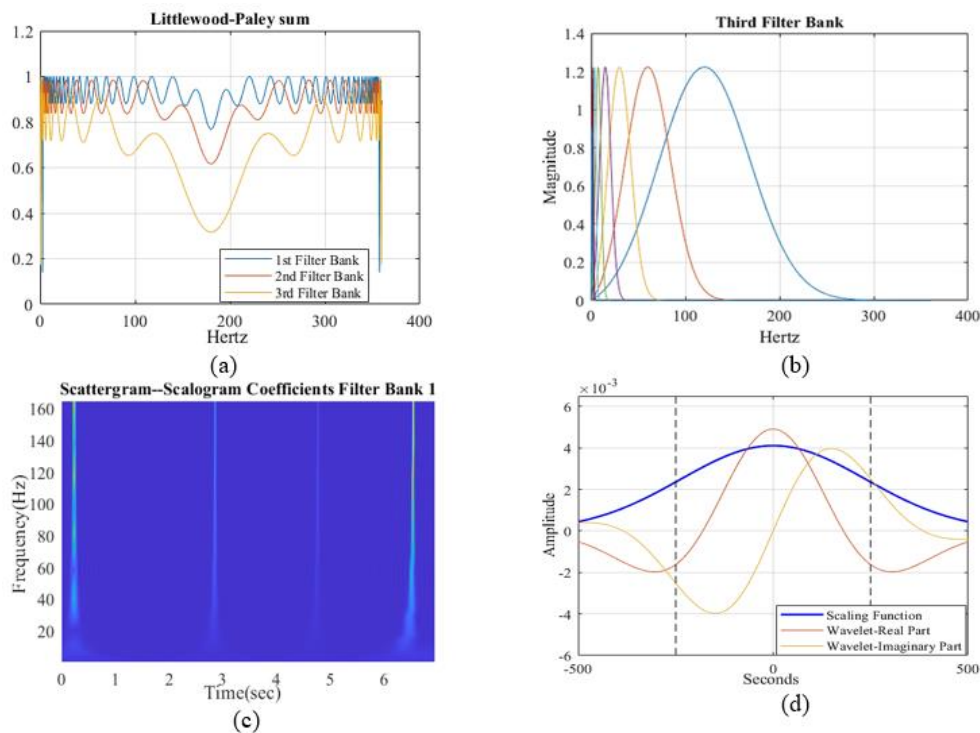 Littlewood-Paley sum
1.2
1
0.8
0.6
0.4
0.2
0
0 100 200 300 400
Hertz
1st Filter Bank
2nd Filter Bank
3rd Filter Bank
(a)
Third Filter Bank
Magnitude
1.4
1.2
1
0.8
0.6
0.4
0.2
0
0 100 200 300 400
Hertz
(b)
Scattergram--Scalogram Coefficients Filter Bank 1
Frequency(Hz)
160
140
120
100
80
60
40
20
0 1 2 3 4 5 6
Time(sec)
(c)
×10-3
Amplitude
6
4
2
0
-2
-4
-6
-500 0 500
Seconds
Scaling Function
Wavelet-Real Part
Wavelet-Imaginary Part
(d)